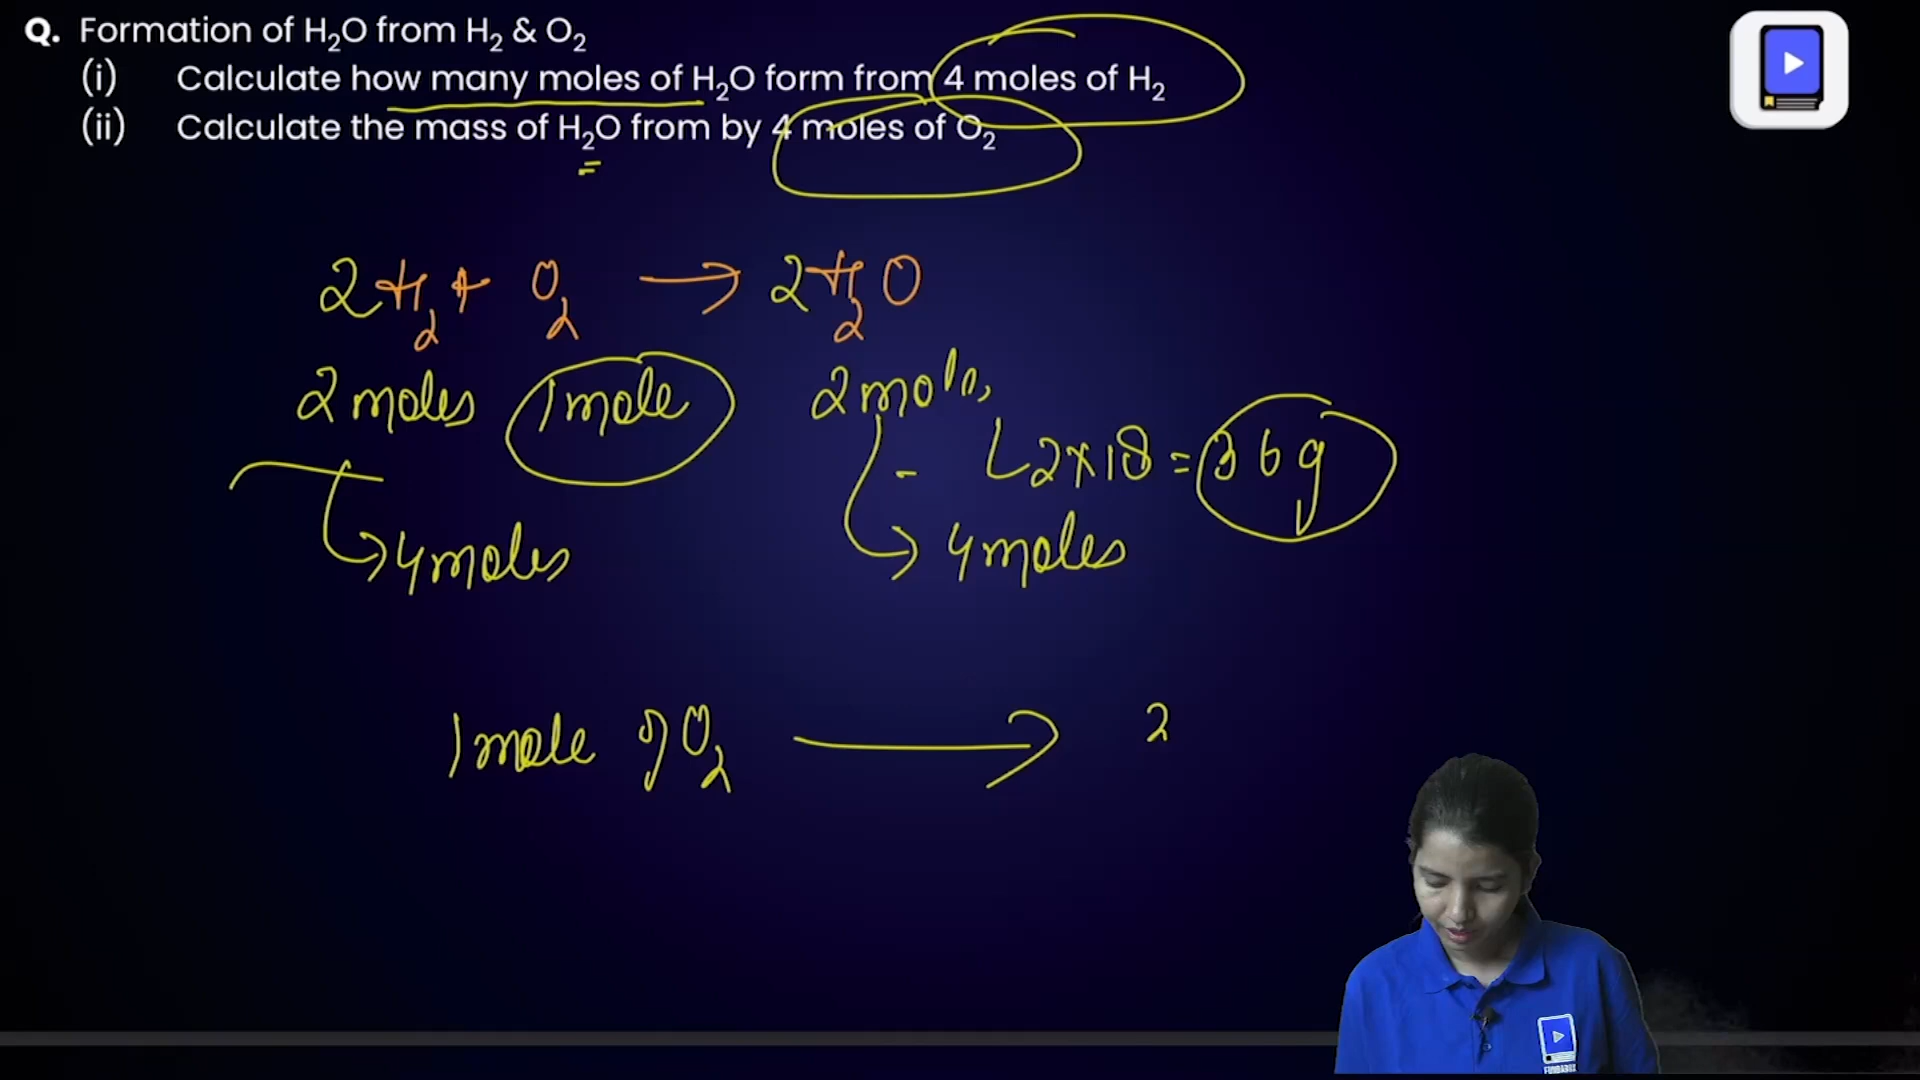 Q. Formation of H₂O from H₂ & O₂
(i) Calculate how many moles of H₂O form from 4 moles of H₂
(ii) Calculate the mass of H₂O from by 4 moles of O₂
2H₂ + O₂ → 2H₂O
2 moles 1 mole 2 mole,
2×18 = 36g
4 moles 4 moles
1 mole of O₂ → 2